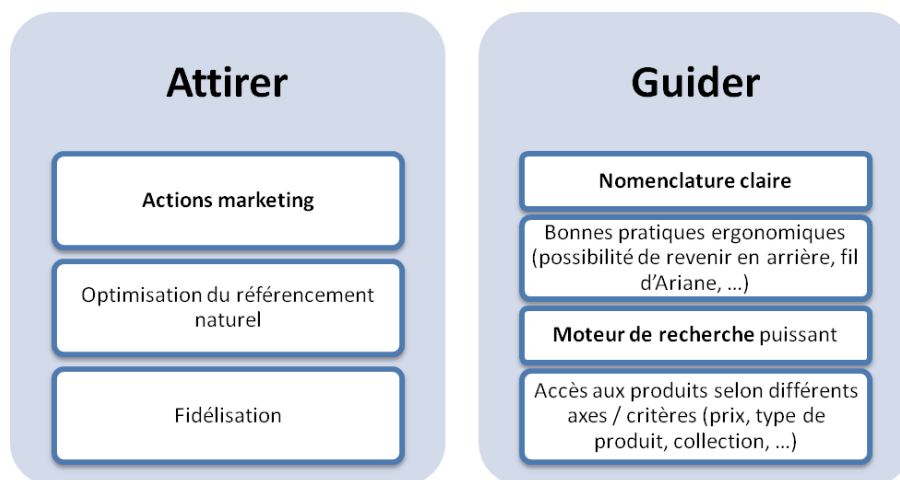 Attirer
Actions marketing
Optimisation du référencement
naturel
Fidélisation
Guider
Nomenclature claire
Bonnes pratiques ergonomiques
(possibilité de revenir en arrière, fil
d’Ariane, ...)
Moteur de recherche puissant
Accès aux produits selon différents
axes / critères (prix, type de
produit, collection, ...)